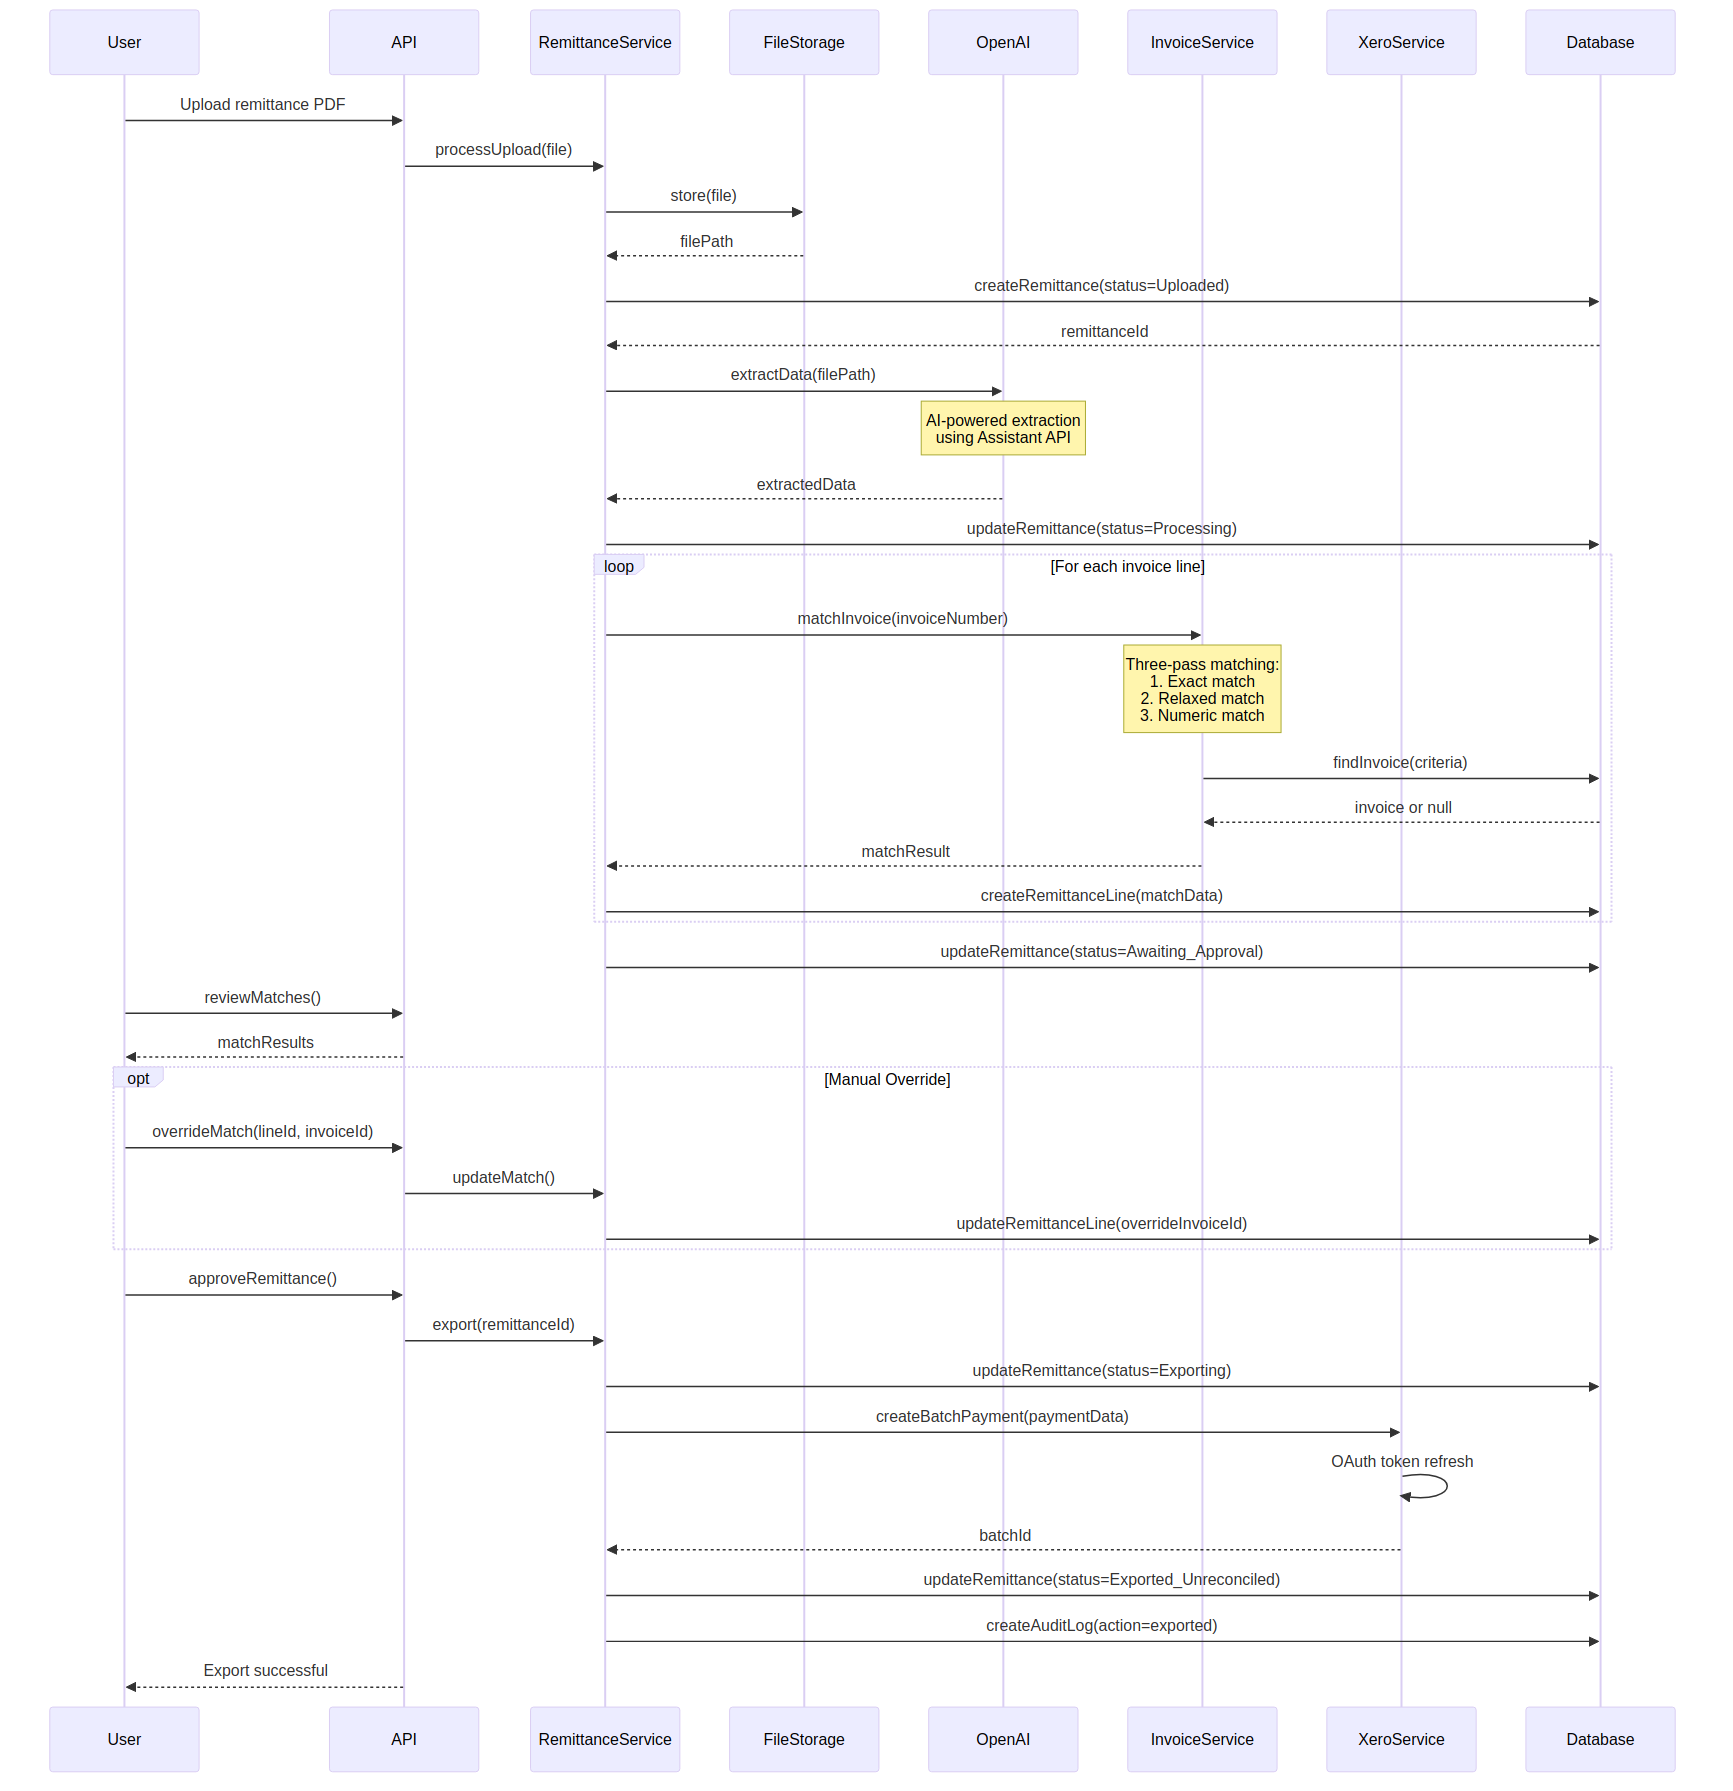 User
API
RemittanceService
FileStorage
OpenAI
InvoiceService
XeroService
Database
Upload remittance PDF
processUpload(file)
store(file)
filePath
createRemittance(status=Uploaded)
remittanceId
extractData(filePath)
AI-powered extraction
using Assistant API
extractedData
updateRemittance(status=Processing)
loop
[For each invoice line]
matchInvoice(invoiceNumber)
Three-pass matching:
1. Exact match
2. Relaxed match
3. Numeric match
findInvoice(criteria)
invoice or null
matchResult
createRemittanceLine(matchData)
updateRemittance(status=Awaiting_Approval)
reviewMatches()
matchResults
opt
[Manual Override]
overrideMatch(lineId, invoiceId)
updateMatch()
updateRemittanceLine(overrideInvoiceId)
approveRemittance()
export(remittanceId)
updateRemittance(status=Exporting)
createBatchPayment(paymentData)
OAuth token refresh
batchId
updateRemittance(status=Exported_Unreconciled)
createAuditLog(action=exported)
Export successful
User
API
RemittanceService
FileStorage
OpenAI
InvoiceService
XeroService
Database